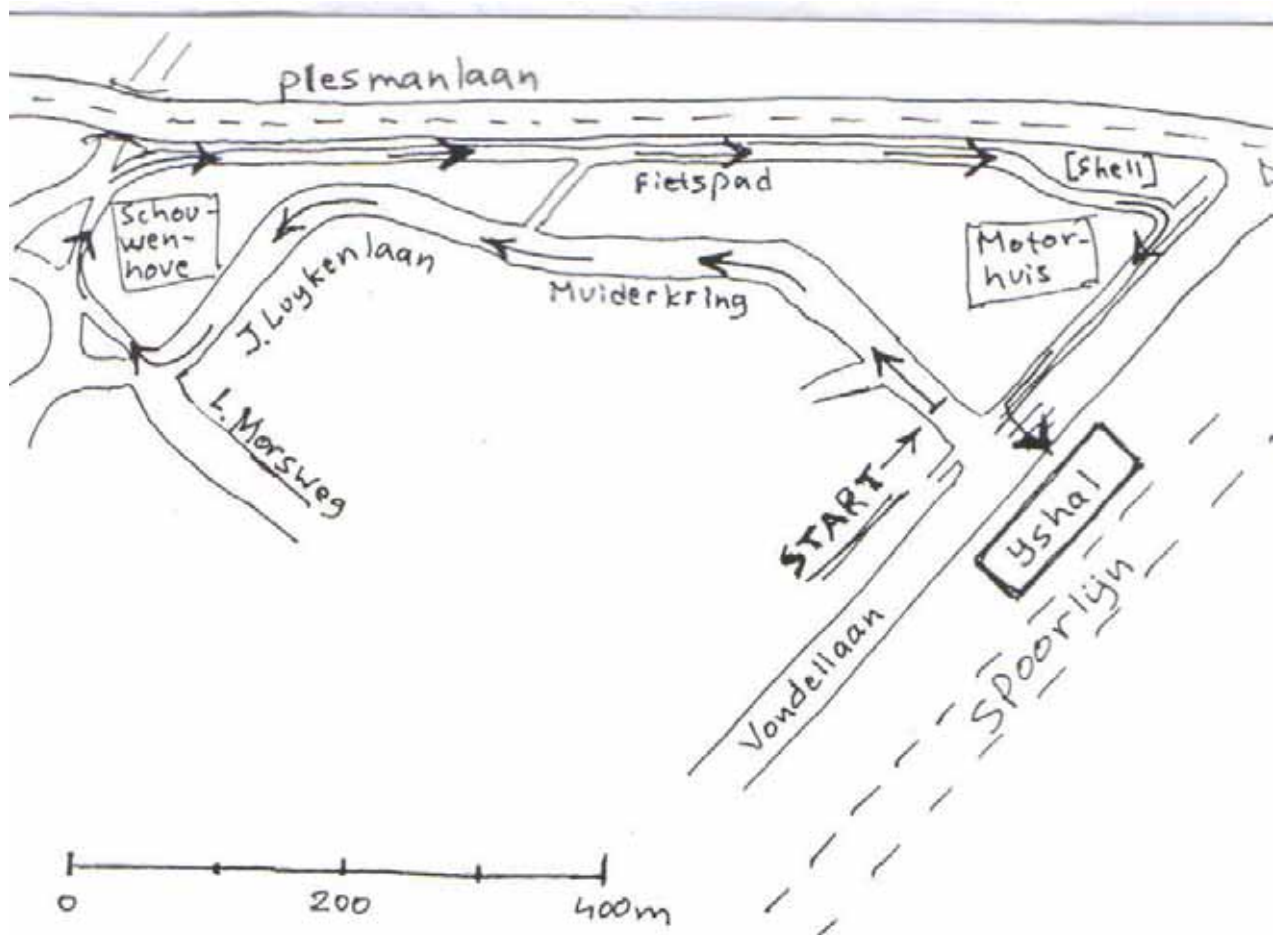 plesmanlaan
[Shell]
Fietspad
Schou-
wen-
hove
Motor-
huis
J. Luykenlaan
Muiderkring
L. Morsweg
START
yshal
Vondellaan
Spoorlijn
0 200 400m